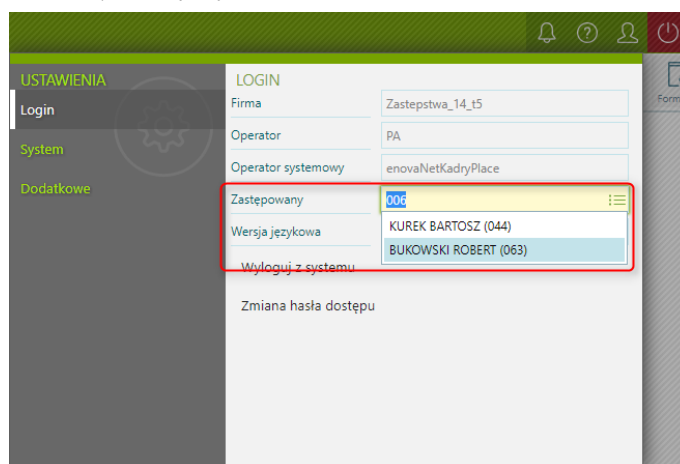 USTAWIENIA
Login
System
Dodatkowe
LOGIN
Firma Zastepstwa_14_t5
Operator PA
Operator systemowy enovaNetKadryPlace
Zastępowany 006
KUREK BARTOSZ (044)
Wersja językowa
BUKOWSKI ROBERT (063)
Wyloguj z systemu
Zmiana hasła dostępu